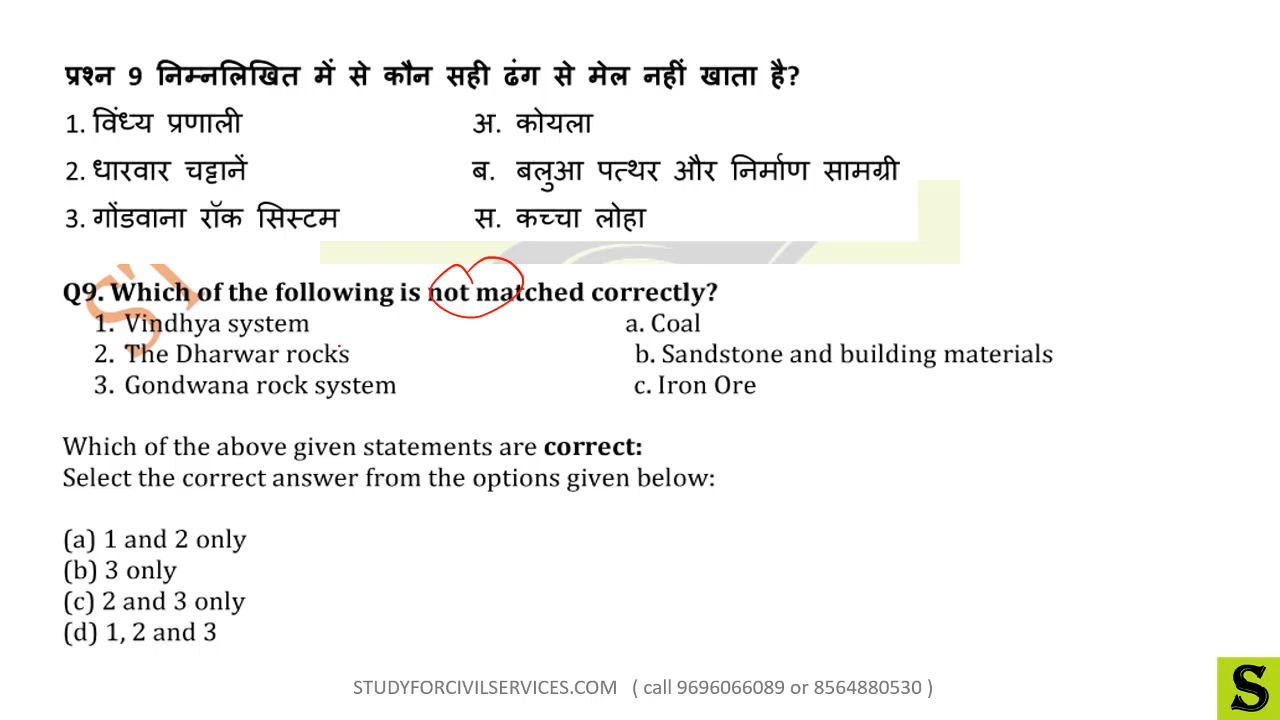 प्रश्न 9 निम्नलिखित में से कौन सही ढंग से मेल नहीं खाता है?
1. विंध्य प्रणाली अ. कोयला
2. धारवार चट्टानें ब. बलुआ पत्थर और निर्माण सामग्री
3. गोंडवाना रॉक सिस्टम स. कच्चा लोहा
Q9. Which of the following is not matched correctly?
1. Vindhya system a. Coal
2. The Dharwar rocks b. Sandstone and building materials
3. Gondwana rock system c. Iron Ore
Which of the above given statements are correct:
Select the correct answer from the options given below:
(a) 1 and 2 only
(b) 3 only
(c) 2 and 3 only
(d) 1, 2 and 3
STUDYFORCIVILSERVICES.COM ( call 9696066089 or 8564880530 )
S